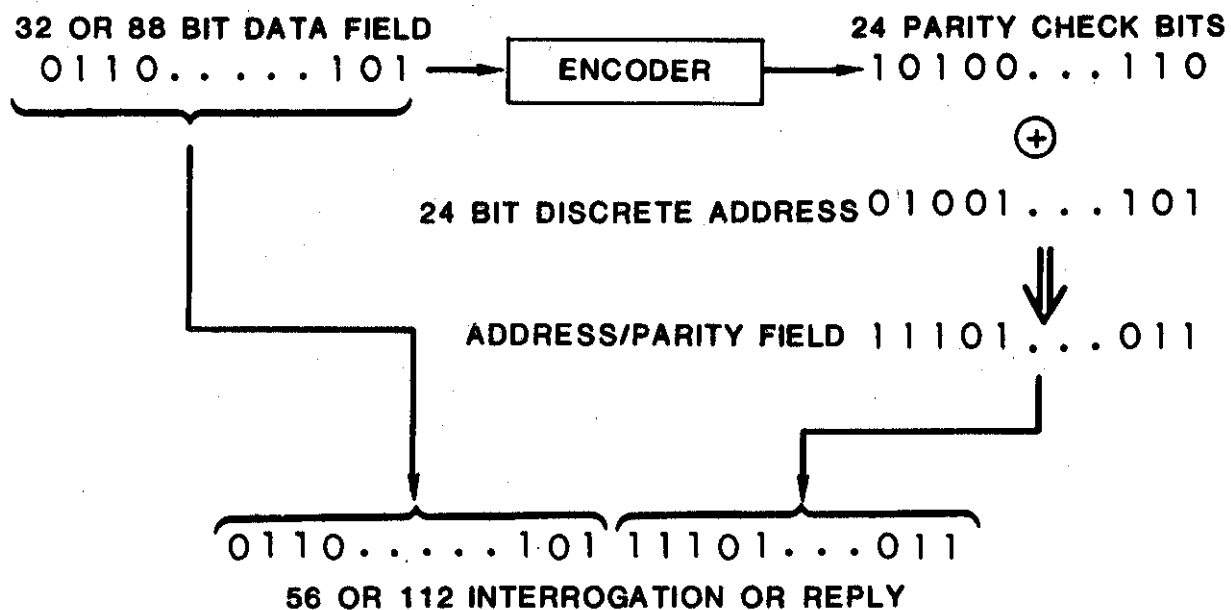 32 OR 88 BIT DATA FIELD
0110.....101
ENCODER
24 PARITY CHECK BITS
10100...110
+
24 BIT DISCRETE ADDRESS 01001...101
ADDRESS/PARITY FIELD 11101...011
0110.....101 11101...011
56 OR 112 INTERROGATION OR REPLY